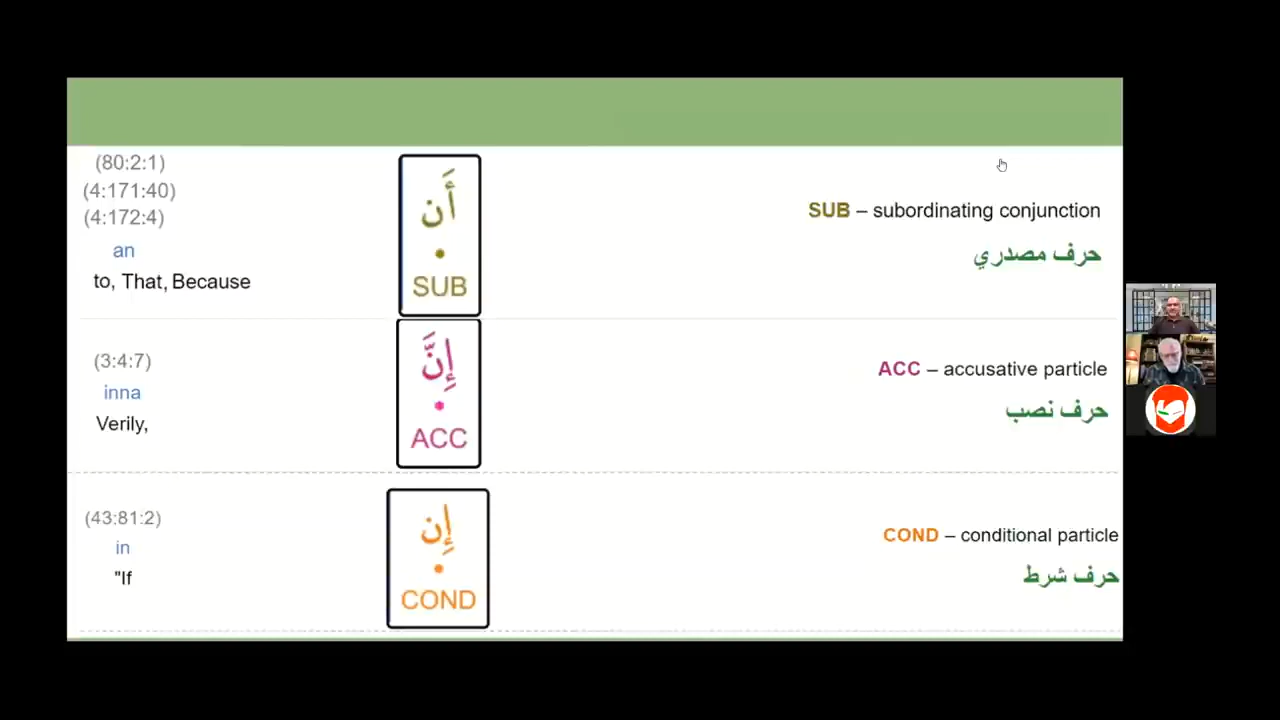 (80:2:1)
(4:171:40)
(4:172:4)
an
to, That, Because
أَن
SUB
SUB – subordinating conjunction
حرف مصدري
(3:4:7)
inna
Verily,
إِنَّ
ACC
ACC – accusative particle
حرف نصب
(43:81:2)
in
"If
إِن
COND
COND – conditional particle
حرف شرط